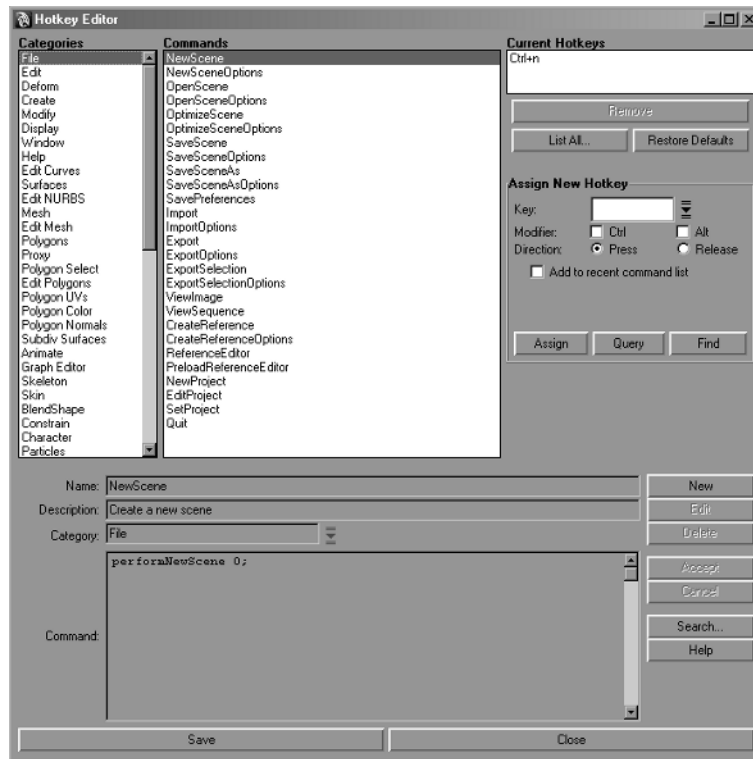 Hotkey Editor
Categories
File
Edit
Deform
Create
Modify
Display
Window
Help
Edit Curves
Surfaces
Edit NURBS
Mesh
Edit Mesh
Polygons
Proxy
Polygon Select
Edit Polygons
Polygon UVs
Polygon Color
Polygon Normals
Subdiv Surfaces
Animate
Graph Editor
Skeleton
Skin
BlendShape
Constrain
Character
Particles
Commands
NewScene
NewSceneOptions
OpenScene
OpenSceneOptions
OptimizeScene
OptimizeSceneOptions
SaveScene
SaveSceneOptions
SaveSceneAs
SaveSceneAsOptions
SavePreferences
Import
ImportOptions
Export
ExportOptions
ExportSelection
ExportSelectionOptions
ViewImage
ViewSequence
CreateReference
CreateReferenceOptions
ReferenceEditor
PreloadReferenceEditor
NewProject
EditProject
SetProject
Quit
Current Hotkeys
Ctrl+n
Remove
List All... Restore Defaults
Assign New Hotkey
Key:
Modifier: Ctrl Alt
Direction: Press Release
Add to recent command list
Assign Query Find
Name: NewScene
Description: Create a new scene
Category: File
Command: performNewScene 0;
New
Edit
Delete
Accept
Cancel
Search...
Help
Save Close